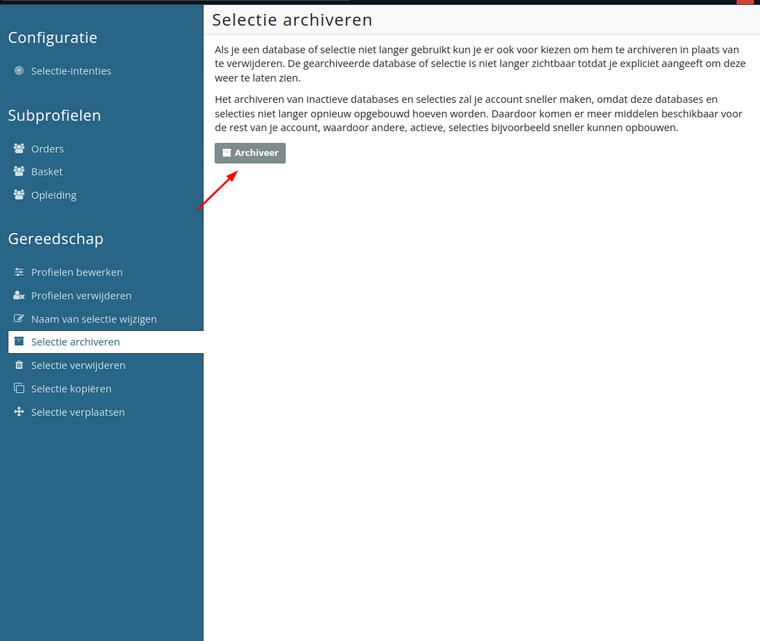 Configuratie
Selectie-intenties
Subprofielen
Orders
Basket
Opleiding
Gereedschap
Profielen bewerken
Profielen verwijderen
Naam van selectie wijzigen
Selectie archiveren
Selectie verwijderen
Selectie kopiëren
Selectie verplaatsen
Selectie archiveren
Als je een database of selectie niet langer gebruikt kun je er ook voor kiezen om hem te archiveren in plaats van
te verwijderen. De gearchiveerde database of selectie is niet langer zichtbaar totdat je expliciet aangeeft om deze
weer te laten zien.
Het archiveren van inactieve databases en selecties zal je account sneller maken, omdat deze databases en
selecties niet langer opnieuw opgebouwd hoeven worden. Daardoor komen er meer middelen beschikbaar voor
de rest van je account, waardoor andere, actieve, selecties bijvoorbeeld sneller kunnen opbouwen.
Archiveer